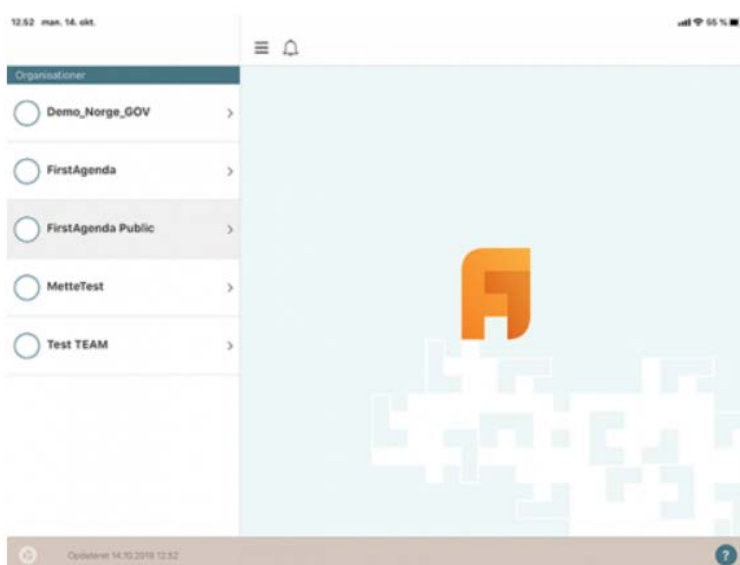 12.52 man. 14. okt.
55 %
Organisationer
Demo_Norge_GOV
FirstAgenda
FirstAgenda Public
MetteTest
Test TEAM
Opdateret 14.10.2019 12:52
?